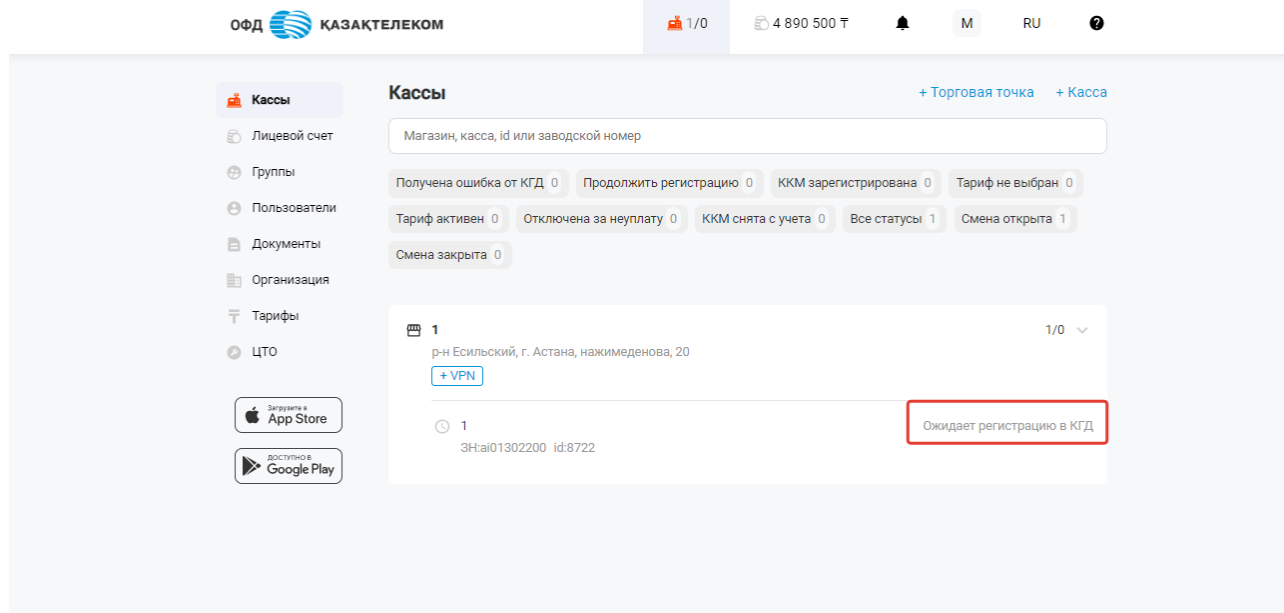 ОФД ҚАЗАҚТЕЛЕКОМ 1/0 4 890 500 ₸ M RU ?
Кассы
Лицевой счет
Группы
Пользователи
Документы
Организация
Тарифы
ЦТО
Загрузите в
App Store
ДОСТУПНО В
Google Play
Кассы + Торговая точка + Касса
Магазин, касса, id или заводской номер
Получена ошибка от КГД 0 Продолжить регистрацию 0 ККМ зарегистрирована 0 Тариф не выбран 0
Тариф активен 0 Отключена за неуплату 0 ККМ снята с учета 0 Все статусы 1 Смена открыта 1
Смена закрыта 0
1 1/0
р-н Есильский, г. Астана, нажимеденова, 20
+ VPN
1 Ожидает регистрацию в КГД
ЗН:ai01302200 id:8722